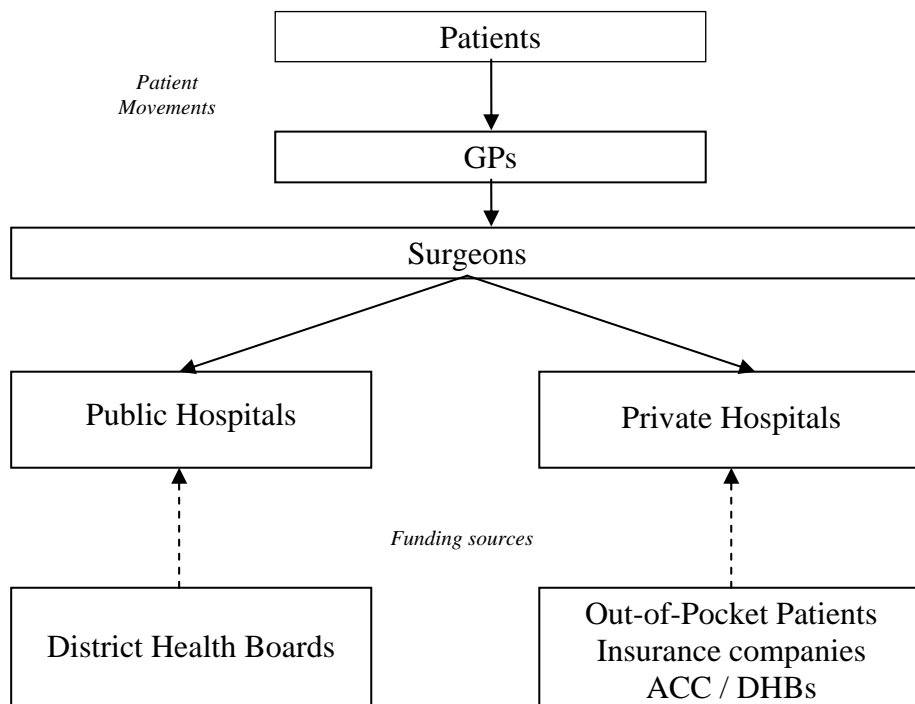 Patients
Patient
Movements
GPs
Surgeons
Public Hospitals
Private Hospitals
Funding sources
District Health Boards
Out-of-Pocket Patients
Insurance companies
ACC / DHBs